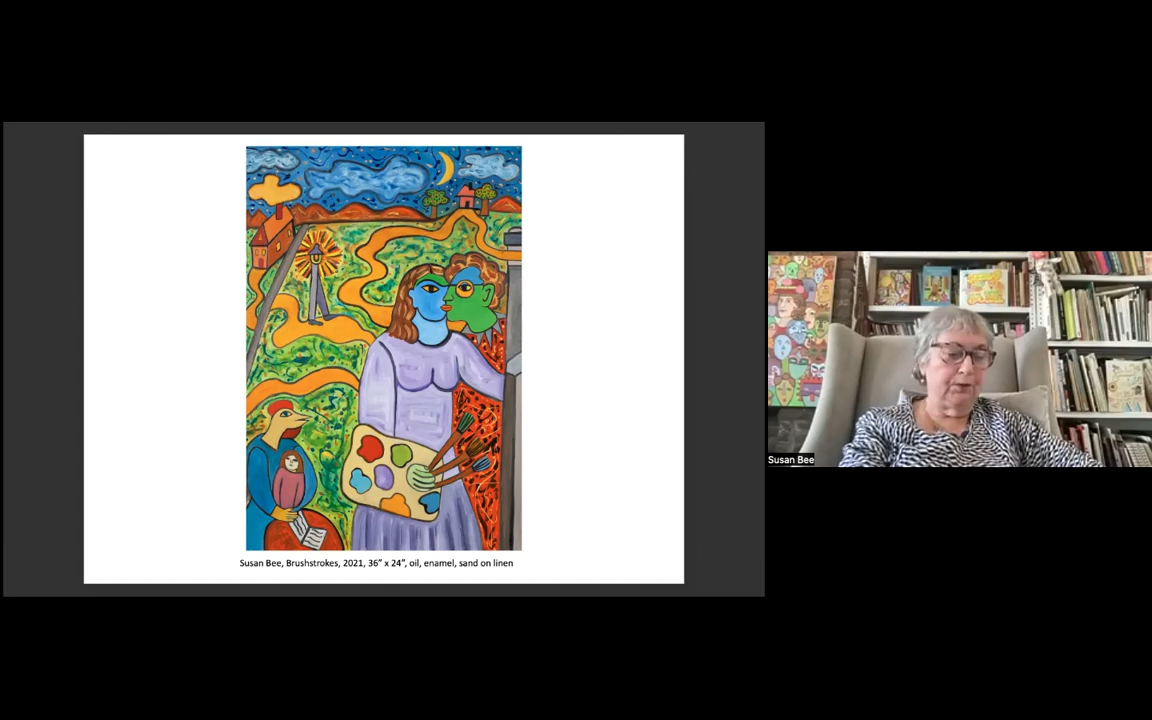 Susan Bee, Brushstrokes, 2021, 36” x 24”, oil, enamel, sand on linen
Susan Bee